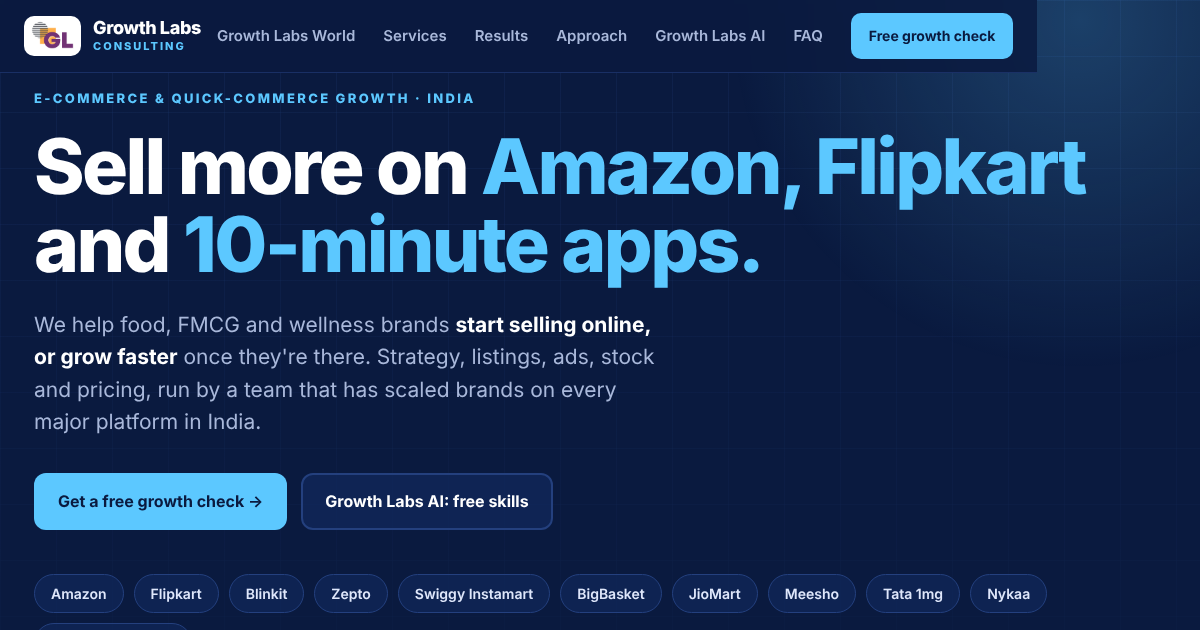 GL
Growth Labs
CONSULTING
Growth Labs World
Services
Results
Approach
Growth Labs AI
FAQ
Free growth check
E-COMMERCE & QUICK-COMMERCE GROWTH · INDIA
Sell more on Amazon, Flipkart
and 10-minute apps.
We help food, FMCG and wellness brands start selling online,
or grow faster once they're there. Strategy, listings, ads, stock
and pricing, run by a team that has scaled brands on every
major platform in India.
Get a free growth check →
Growth Labs AI: free skills
Amazon
Flipkart
Blinkit
Zepto
Swiggy Instamart
BigBasket
JioMart
Meesho
Tata 1mg
Nykaa